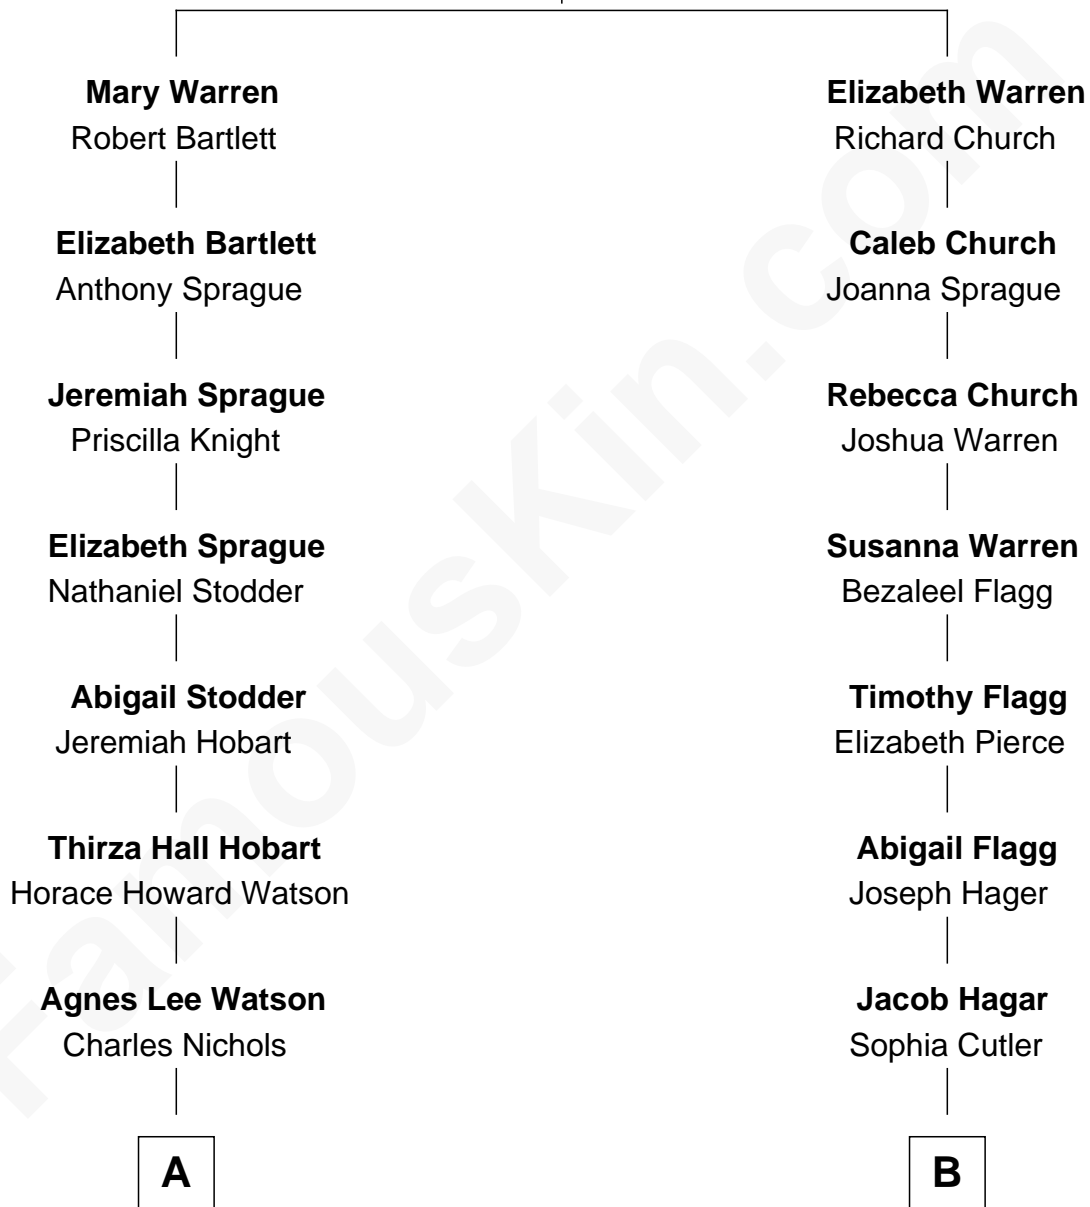 Mary Warren
Robert Bartlett
Elizabeth Bartlett
Anthony Sprague
Jeremiah Sprague
Priscilla Knight
Elizabeth Sprague
Nathaniel Stodder
Abigail Stodder
Jeremiah Hobart
Thirza Hall Hobart
Horace Howard Watson
Agnes Lee Watson
Charles Nichols
A
Elizabeth Warren
Richard Church
Caleb Church
Joanna Sprague
Rebecca Church
Joshua Warren
Susanna Warren
Bezaleel Flagg
Timothy Flagg
Elizabeth Pierce
Abigail Flagg
Joseph Hager
Jacob Hagar
Sophia Cutler
B
FamousKin.com